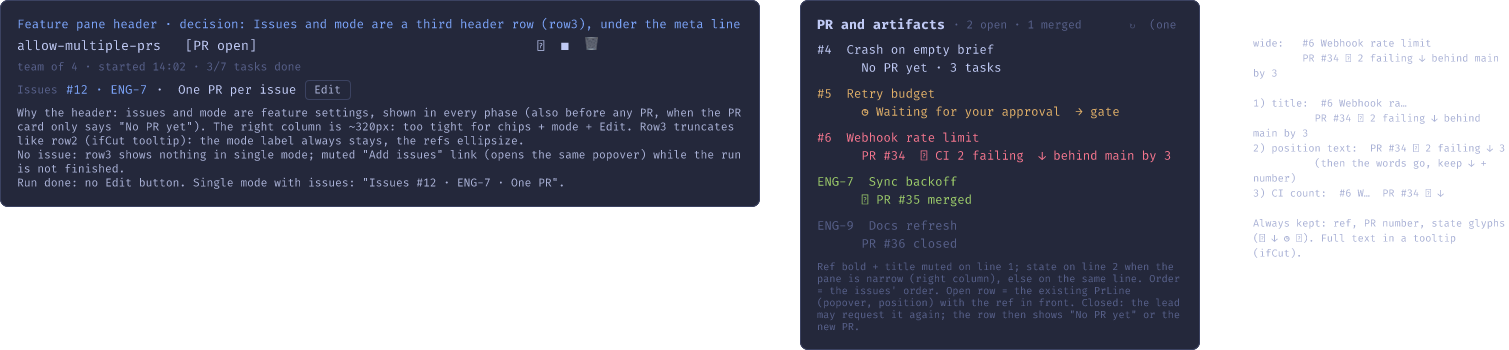 Feature pane header · decision: Issues and mode are a third header row (row3), under the meta line
allow-multiple-prs [PR open]
team of 4 · started 14:02 · 3/7 tasks done
Issues #12 · ENG-7 · One PR per issue Edit
Why the header: issues and mode are feature settings, shown in every phase (also before any PR, when the PR
card only says "No PR yet"). The right column is ~320px: too tight for chips + mode + Edit. Row3 truncates
like row2 (ifCut tooltip): the mode label always stays, the refs ellipsize.
No issue: row3 shows nothing in single mode; muted "Add issues" link (opens the same popover) while the run
is not finished.
Run done: no Edit button. Single mode with issues: "Issues #12 · ENG-7 · One PR".
PR and artifacts · 2 open · 1 merged ↻ (one
#4 Crash on empty brief
No PR yet · 3 tasks
#5 Retry budget
Waiting for your approval → gate
#6 Webhook rate limit
PR #34 CI 2 failing ↓ behind main by 3
ENG-7 Sync backoff
PR #35 merged
ENG-9 Docs refresh
PR #36 closed
Ref bold + title muted on line 1; state on line 2 when the
pane is narrow (right column), else on the same line. Order
= the issues' order. Open row = the existing PrLine
(popover, position) with the ref in front. Closed: the lead
may request it again; the row then shows "No PR yet" or the
new PR.
wide: #6 Webhook rate limit
PR #34 2 failing ↓ behind main
by 3
1) title: #6 Webhook ra…
PR #34 2 failing ↓ behind
main by 3
2) position text: PR #34 2 failing ↓ 3
(then the words go, keep ↓ +
number)
3) CI count: #6 W… PR #34 ↓
Always kept: ref, PR number, state glyphs
( ↓ ). Full text in a tooltip
(ifCut).